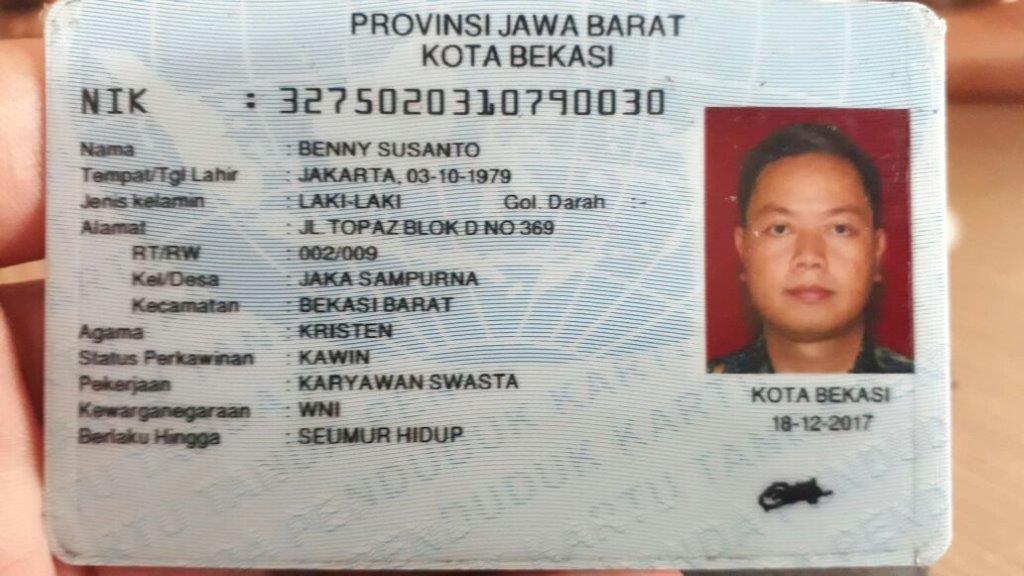 PROVINSI JAWA BARAT
KOTA BEKASI
NIK : 3275020310790030
Nama : BENNY SUSANTO
Tempat/Tgl Lahir : JAKARTA, 03-10-1979
Jenis kelamin : LAKI-LAKI Gol. Darah :-
Alamat : JL TOPAZ BLOK D NO 369
RT/RW : 002/009
Kel/Desa : JAKA SAMPURNA
Kecamatan : BEKASI BARAT
Agama : KRISTEN
Status Perkawinan : KAWIN
Pekerjaan : KARYAWAN SWASTA
Kewarganegaraan : WNI
Berlaku Hingga : SEUMUR HIDUP
KOTA BEKASI
18-12-2017